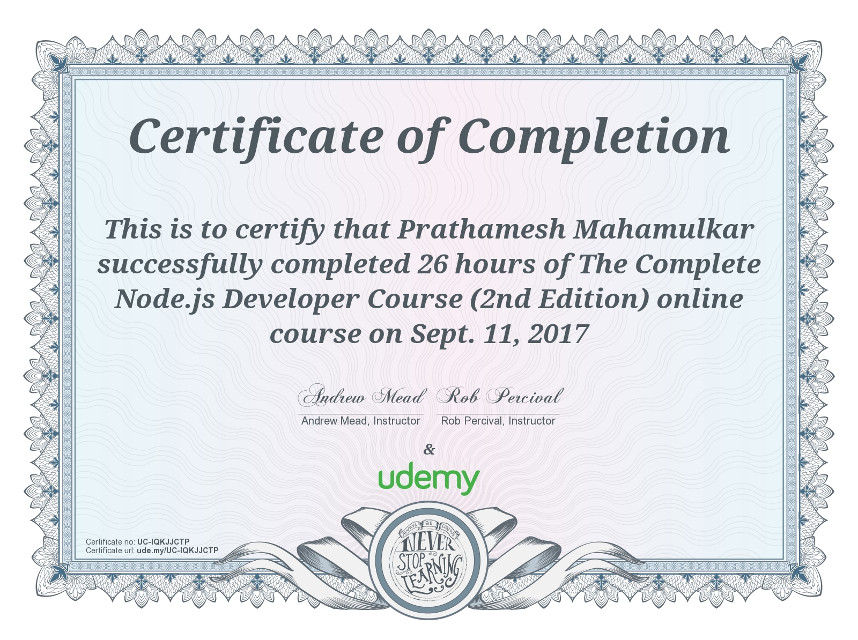 Certificate of Completion
This is to certify that Prathamesh Mahamulkar
successfully completed 26 hours of The Complete
Node.js Developer Course (2nd Edition) online
course on Sept. 11, 2017
Andrew Mead Rob Percival
Andrew Mead, Instructor Rob Percival, Instructor
&
udemy
NEVER
STOP
LEARNING
Certificate no: UC-IQKJJCTP
Certificate url: ude.my/UC-IQKJJCTP